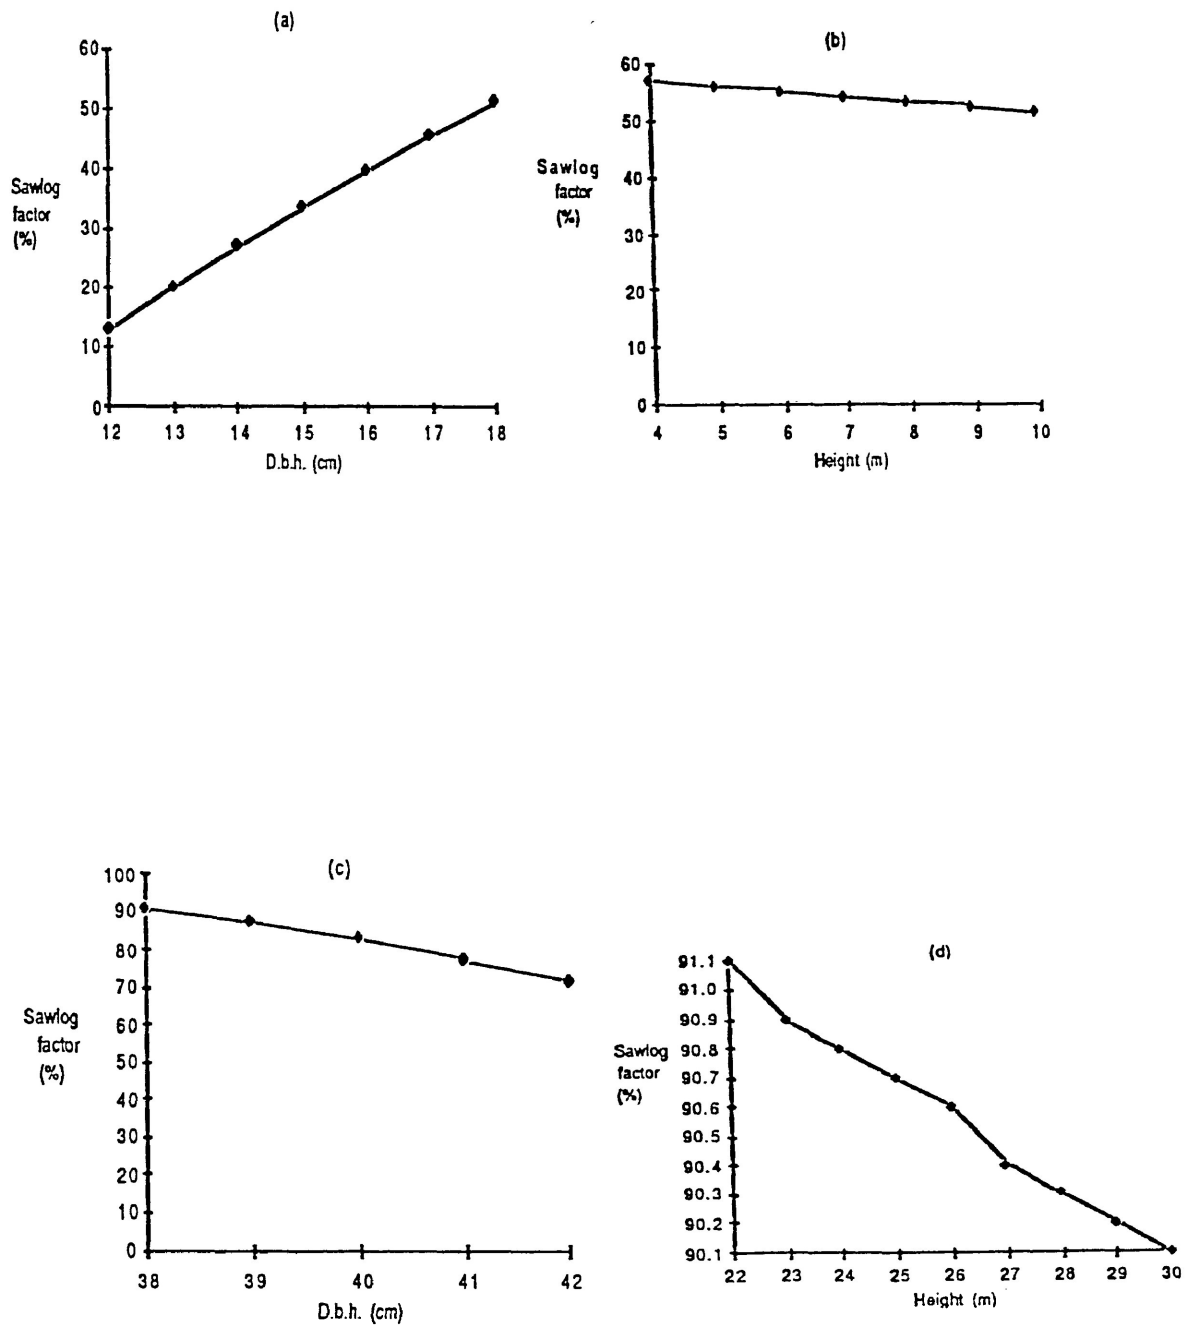 (a)
60
50
40
30
20
10
0
Sawlog
factor
(%)
12 13 14 15 16 17 18
D.b.h. (cm)
(b)
60
50
40
30
20
10
0
Sawlog
factor
(%)
4 5 6 7 8 9 10
Height (m)
(c)
100
90
80
70
60
50
40
30
20
10
0
Sawlog
factor
(%)
38 39 40 41 42
D.b.h. (cm)
(d)
91.1
91.0
90.9
90.8
90.7
90.6
90.5
90.4
90.3
90.2
90.1
Sawlog
factor
(%)
22 23 24 25 26 27 28 29 30
Height (m)